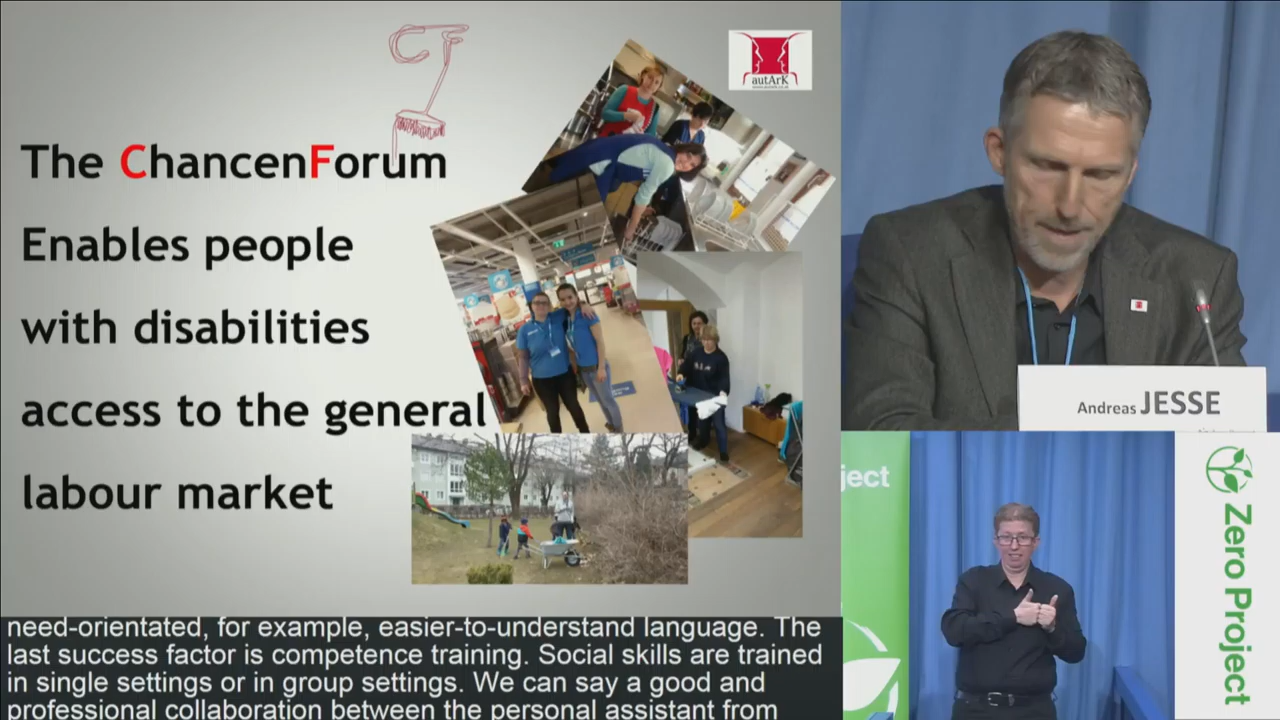 CF
autArK
The ChancenForum
Enables people
with disabilities
access to the general
labour market
Andreas JESSE
ject
Zero Project
need-orientated, for example, easier-to-understand language. The
last success factor is competence training. Social skills are trained
in single settings or in group settings. We can say a good and
professional collaboration between the personal assistant from